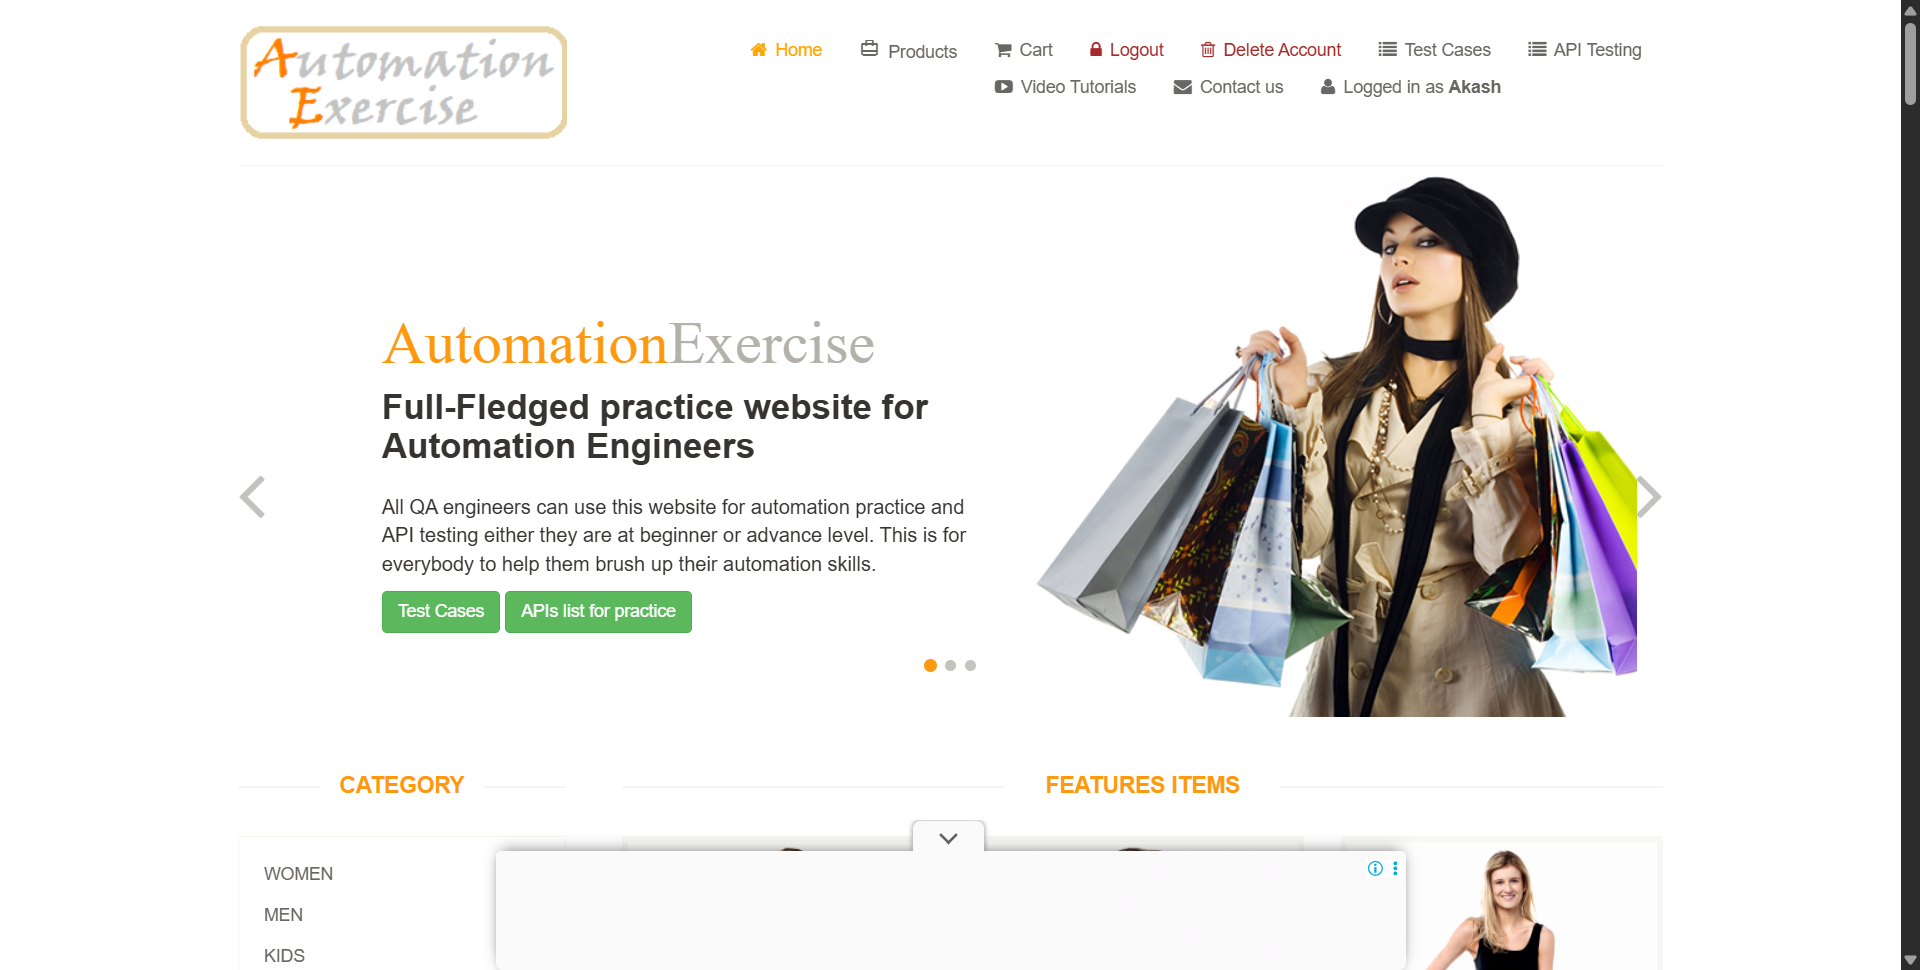 Automation
Exercise
Home Products Cart Logout Delete Account Test Cases API Testing
Video Tutorials Contact us Logged in as Akash
AutomationExercise
Full-Fledged practice website for
Automation Engineers
All QA engineers can use this website for automation practice and
API testing either they are at beginner or advance level. This is for
everybody to help them brush up their automation skills.
Test Cases APIs list for practice
CATEGORY
FEATURES ITEMS
WOMEN
MEN
KIDS